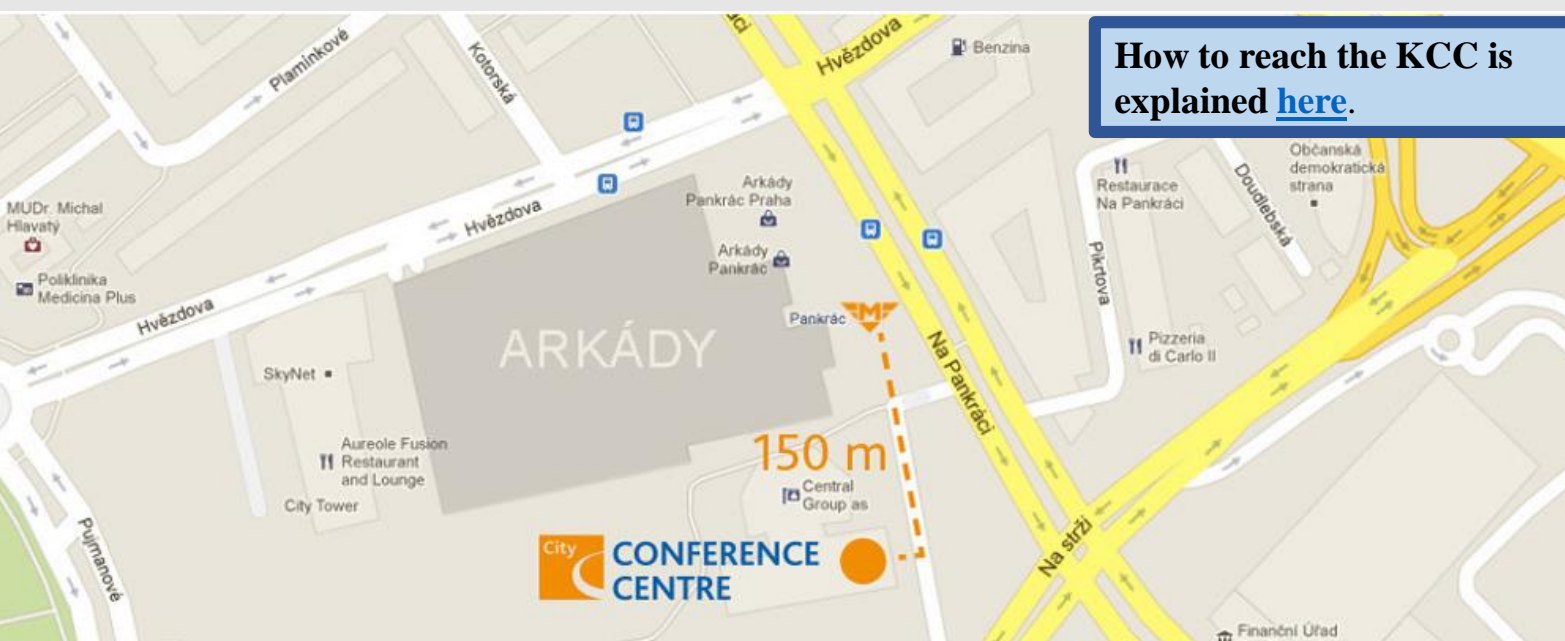 How to reach the KCC is
explained here.
Plamínkové
Kotorská
Hvězdova
Benzina
MUDr. Michal
Hlavatý
Poliklinika
Medicina Plus
Hvězdova
Hvězdova
Arkády
Pankrác Praha
Arkády
Pankrác
Restaurace
Na Pankráci
Občanská
demokratická
strana
Doudlebská
Pikrtova
Pankrác
M
ARKÁDY
Na Pankráci
Pizzeria
di Carlo II
SkyNet
Aureole Fusion
Restaurant
and Lounge
City Tower
150 m
Central
Group as
Pujmanové
City
CONFERENCE
CENTRE
Na strži
Finanční Úřad